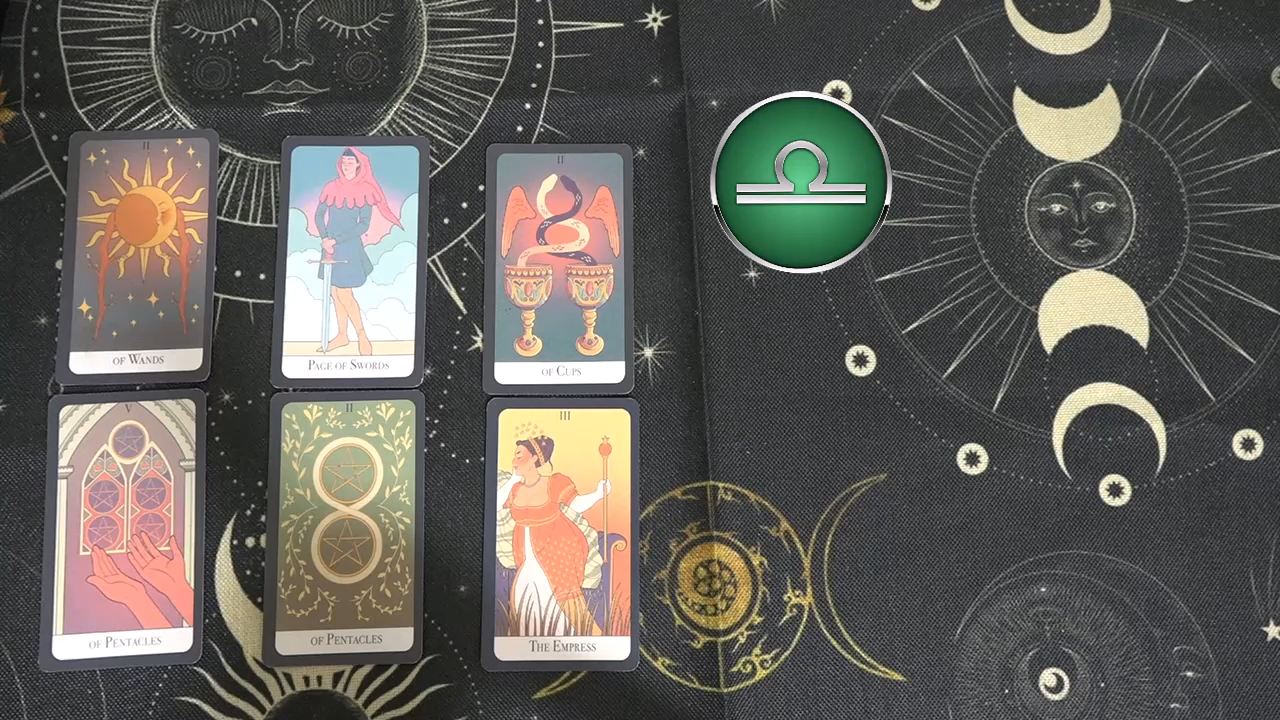 II
OF WANDS
PAGE OF SWORDS
II
OF CUPS
V
OF PENTACLES
II
OF PENTACLES
III
THE EMPRESS